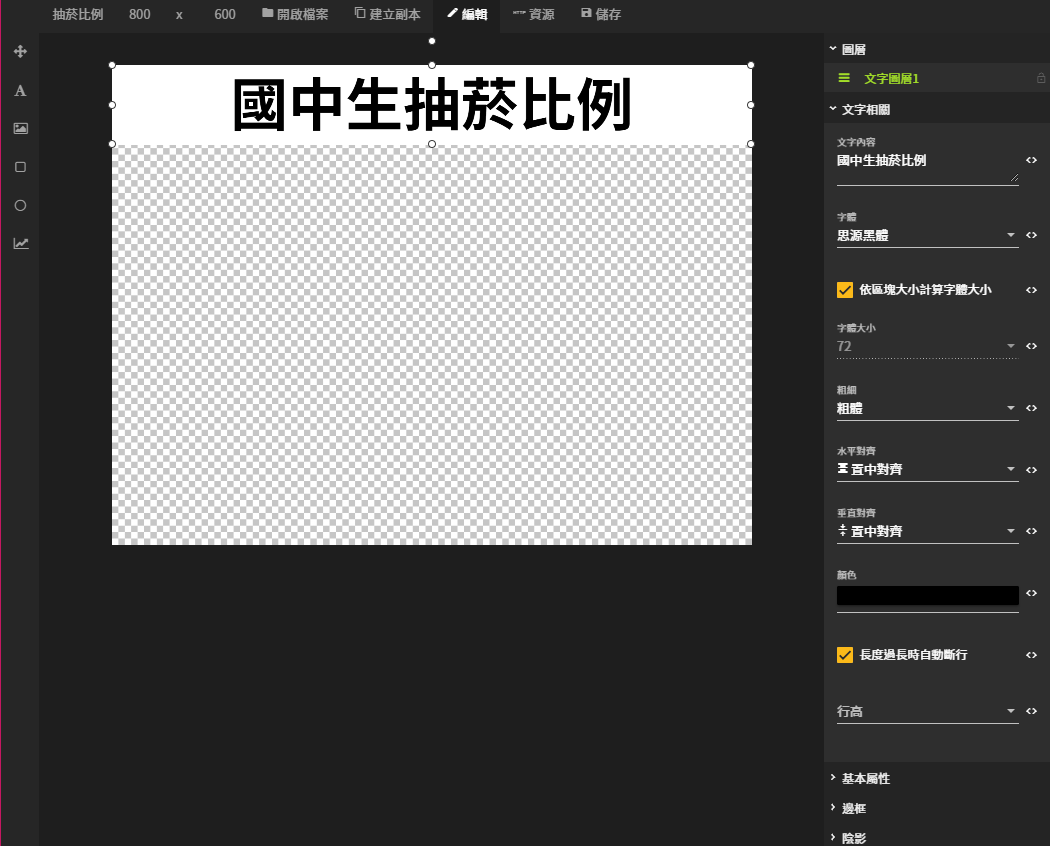 抽菸比例 800 x 600 開啟檔案 建立副本 編輯 HTTP 資源 儲存
國中生抽菸比例
圖層
文字圖層1
文字相關
文字內容
國中生抽菸比例
字體
思源黑體
依區塊大小計算字體大小
字體大小
72
粗細
粗體
水平對齊
置中對齊
垂直對齊
置中對齊
顏色
長度過長時自動斷行
行高
基本屬性
邊框
陰影